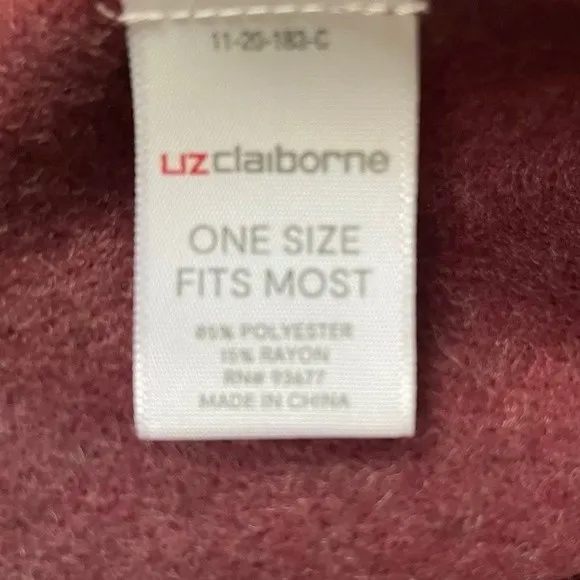 11-20-183-C
LIZ claiborne
ONE SIZE
FITS MOST
85% POLYESTER
15% RAYON
RN# 93677
MADE IN CHINA